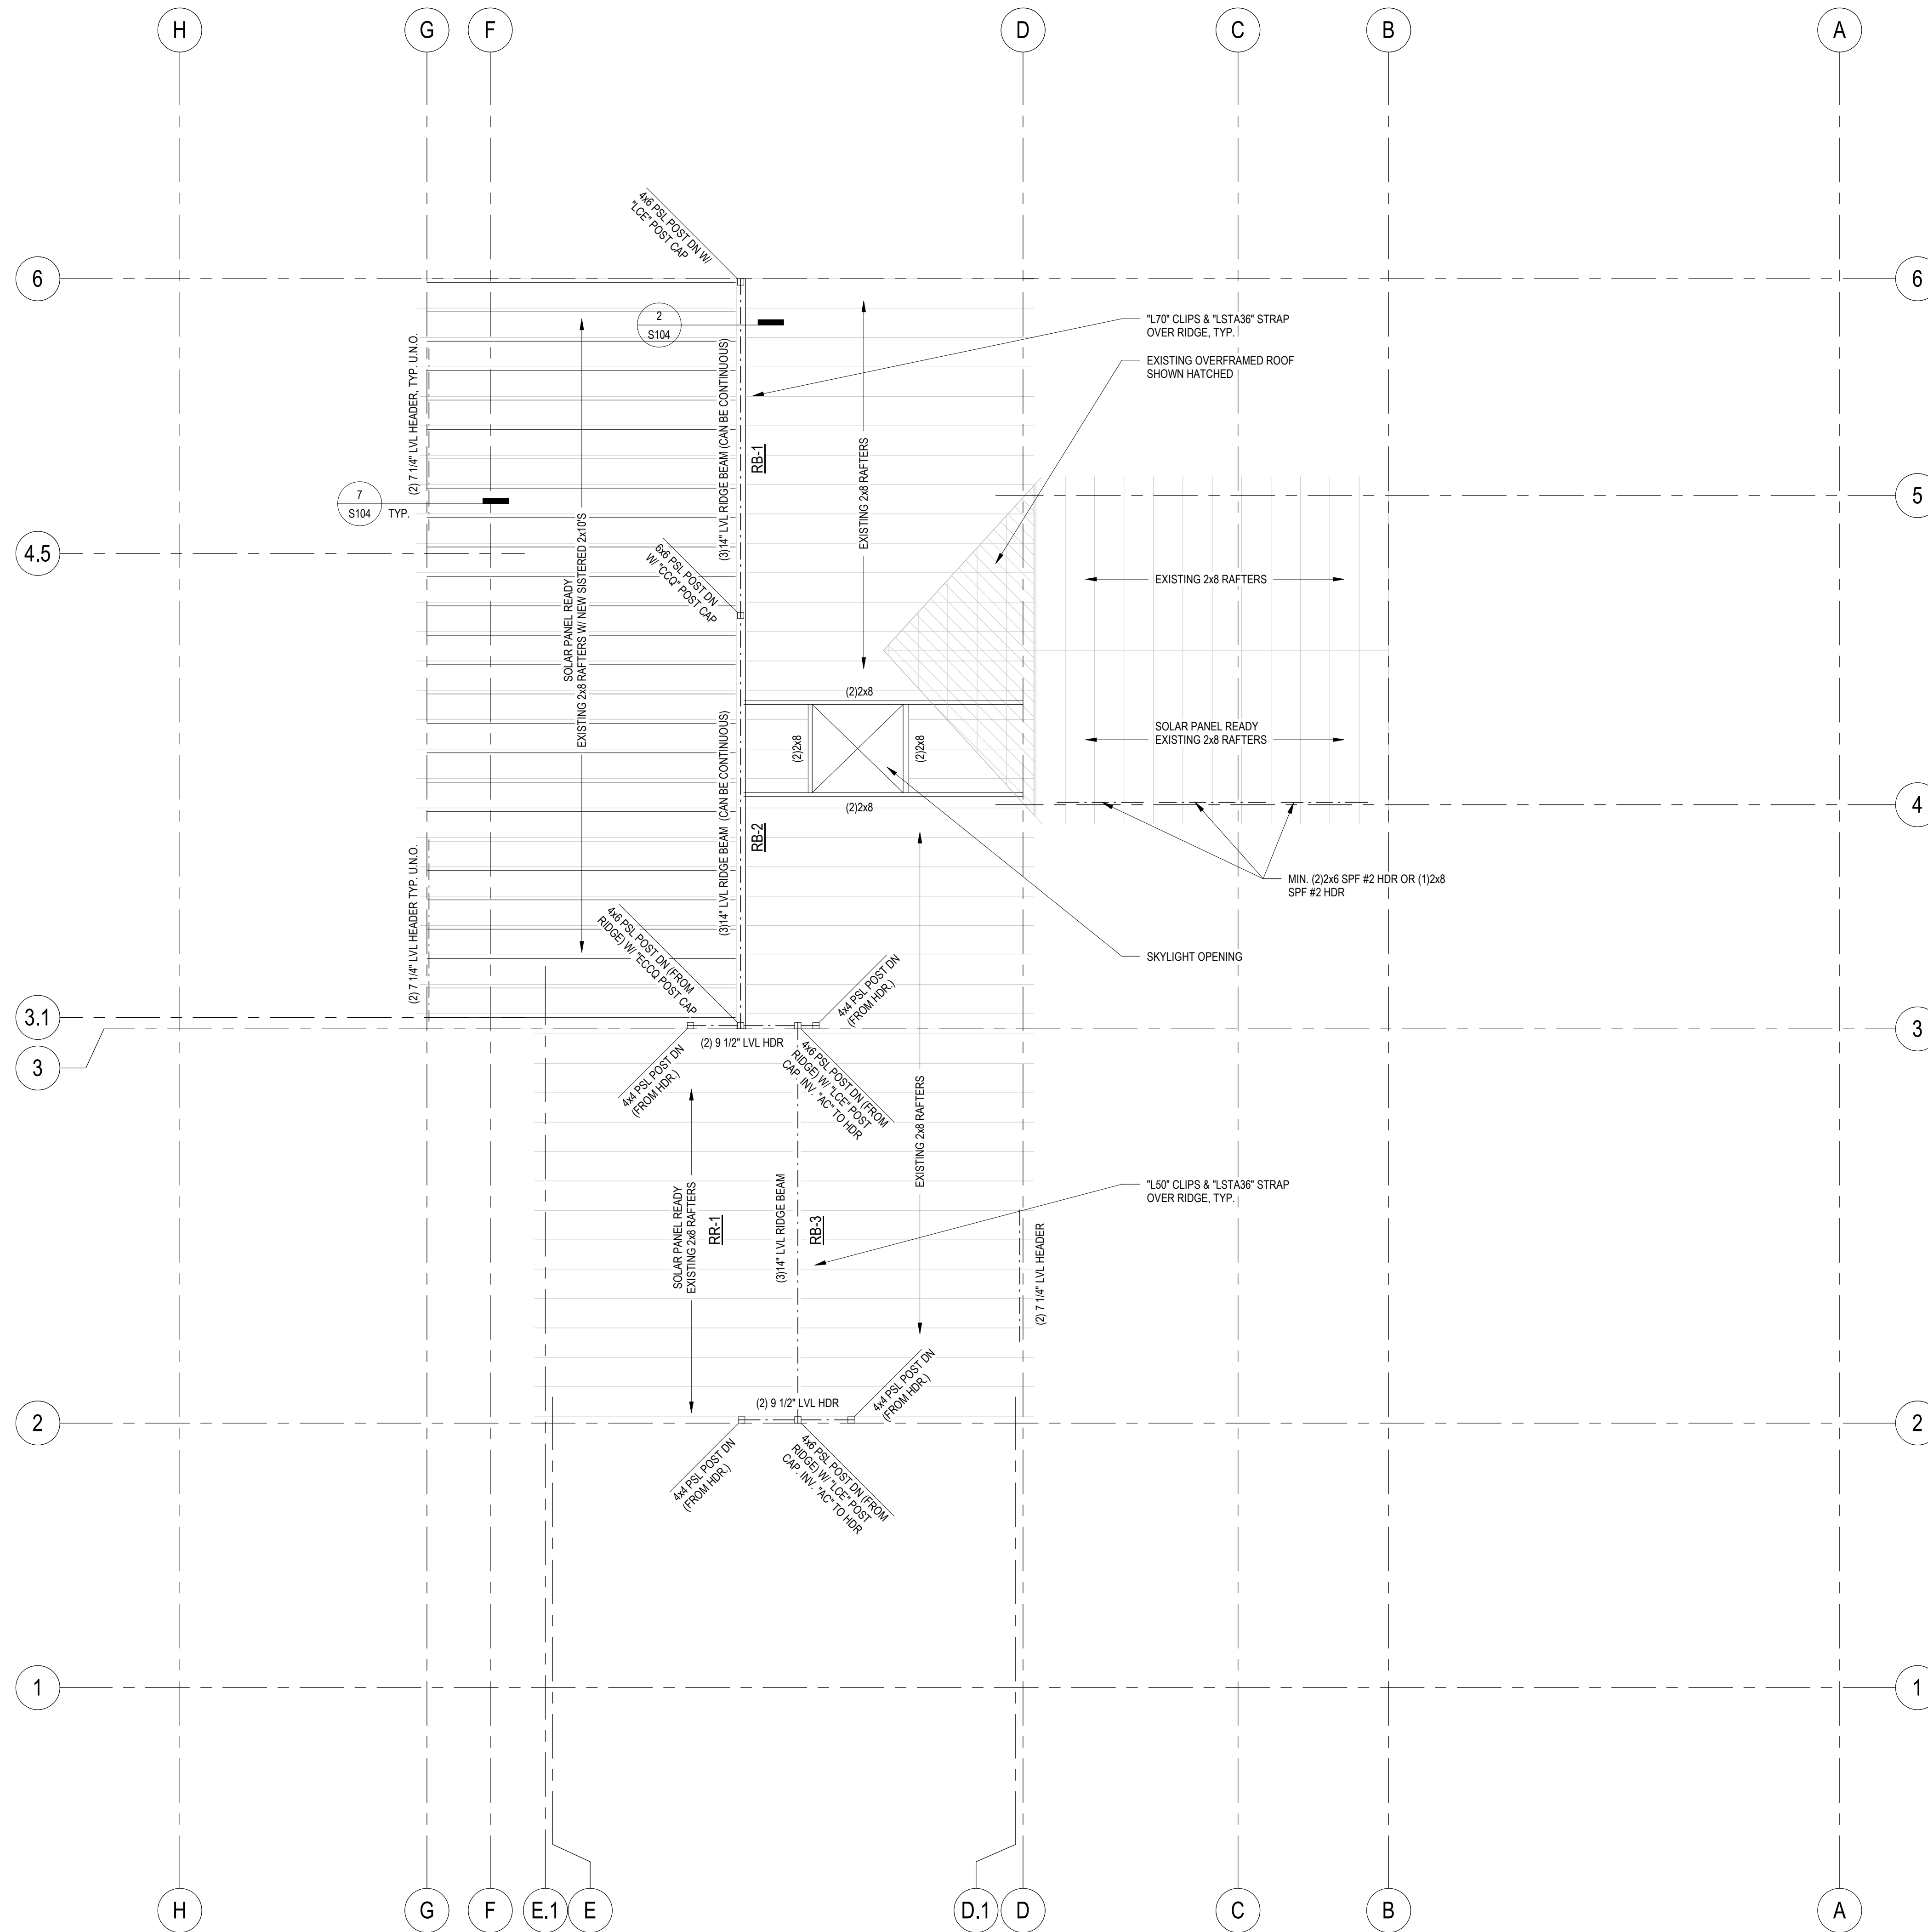 H
G
F
D
C
B
A
6
6
4x6 PSL POST DN W/
"LCE" POST CAP
2
S104
"L70" CLIPS & "LSTA36" STRAP
OVER RIDGE, TYP.
EXISTING OVERFRAMED ROOF
SHOWN HATCHED
(2) 7 1/4" LVL HEADER, TYP. U.N.O.
(3)14" LVL RIDGE BEAM (CAN BE CONTINUOUS)
RB-1
EXISTING 2x8 RAFTERS
7
S104
TYP.
5
4.5
SOLAR PANEL READY
EXISTING 2x8 RAFTERS W/ NEW SISTERED 2x10'S
6x6 PSL POST DN
W/ "CCQ" POST CAP
EXISTING 2x8 RAFTERS
(2)2x8
(2)2x8
(2)2x8
(2)2x8
SOLAR PANEL READY
EXISTING 2x8 RAFTERS
4
(3)14" LVL RIDGE BEAM (CAN BE CONTINUOUS)
RB-2
(2) 7 1/4" LVL HEADER TYP. U.N.O.
MIN. (2)2x6 SPF #2 HDR OR (1)2x8
SPF #2 HDR
SKYLIGHT OPENING
4x6 PSL POST DN (FROM
RIDGE) W/ "ECCQ POST CAP
4x4 PSL POST DN
(FROM HDR.)
3.1
3
3
(2) 9 1/2" LVL HDR
4x4 PSL POST DN
(FROM HDR.)
4x6 PSL POST DN (FROM
RIDGE) W/ "LCE" POST
CAP. INV. "AC" TO HDR
EXISTING 2x8 RAFTERS
SOLAR PANEL READY
EXISTING 2x8 RAFTERS
RR-1
(3)14" LVL RIDGE BEAM
RB-3
"L50" CLIPS & "LSTA36" STRAP
OVER RIDGE, TYP.
(2) 7 1/4" LVL HEADER
(2) 9 1/2" LVL HDR
4x4 PSL POST DN
(FROM HDR.)
2
2
4x4 PSL POST DN
(FROM HDR.)
4x6 PSL POST DN (FROM
RIDGE) W/ "LCE" POST
CAP. INV. "AC" TO HDR
1
1
H
G
F
E.1
E
D.1
D
C
B
A